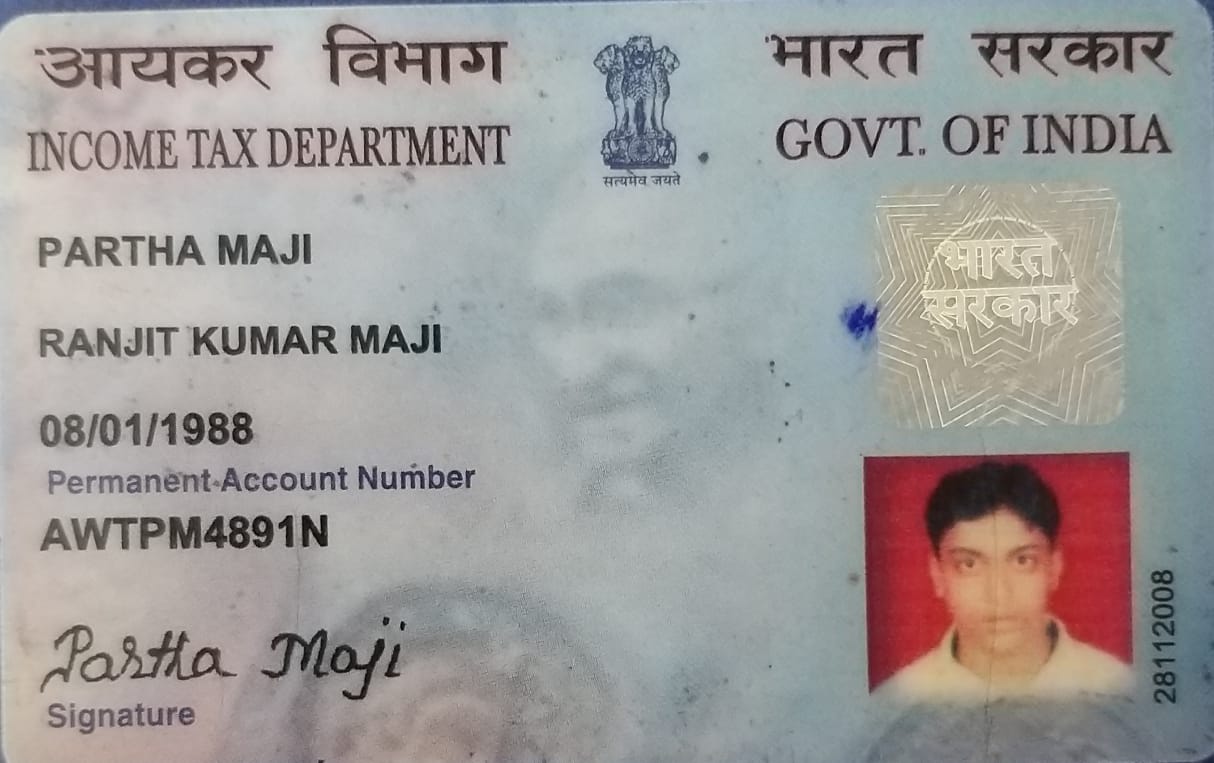 आयकर विभाग
INCOME TAX DEPARTMENT
सत्यमेव जयते
भारत सरकार
GOVT. OF INDIA
PARTHA MAJI
RANJIT KUMAR MAJI
08/01/1988
Permanent Account Number
AWTPM4891N
Partha Maji
Signature
भारत
सरकार
28112008